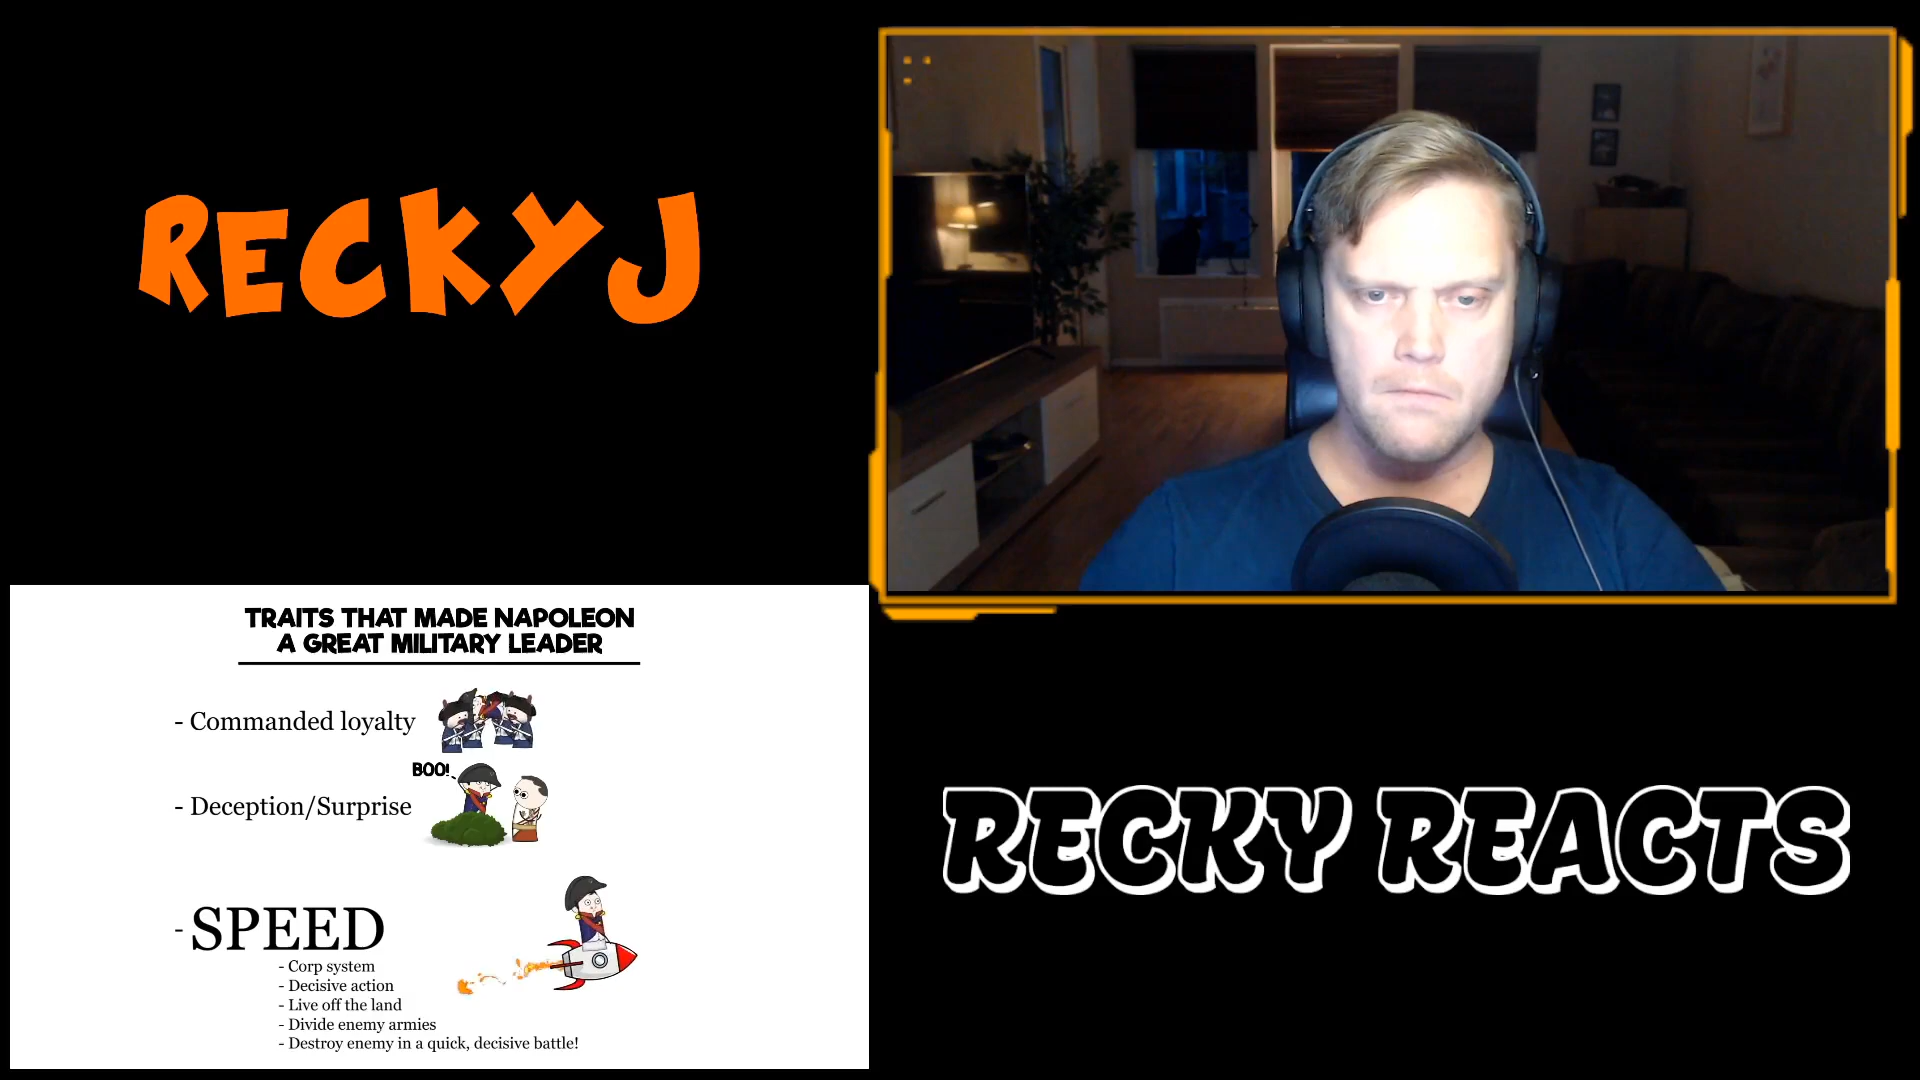 RECKYJ
TRAITS THAT MADE NAPOLEON
A GREAT MILITARY LEADER
- Commanded loyalty
BOO!
- Deception/Surprise
- SPEED
- Corp system
- Decisive action
- Live off the land
- Divide enemy armies
- Destroy enemy in a quick, decisive battle!
RECKY REACTS